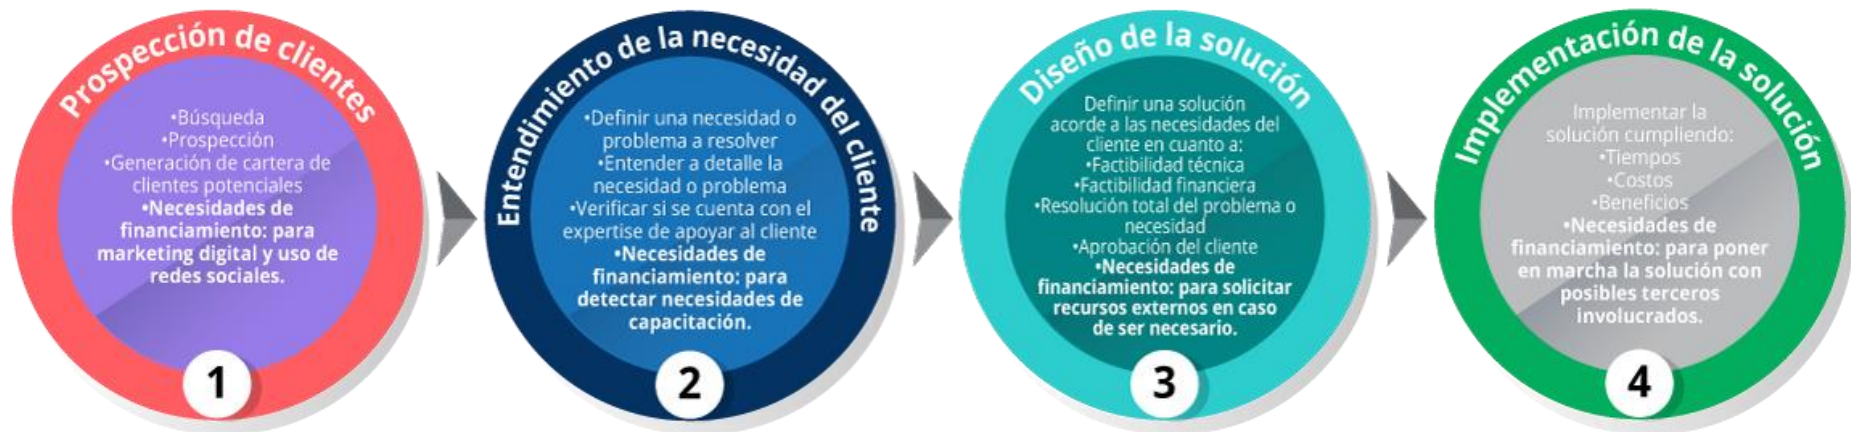 Prospección de clientes
•Búsqueda
•Prospección
•Generación de cartera de
clientes potenciales
•Necesidades de
financiamiento: para
marketing digital y uso de
redes sociales.
1
Entendimiento de la necesidad del cliente
•Definir una necesidad o
problema a resolver
•Entender a detalle la
necesidad o problema
•Verificar si se cuenta con el
expertise de apoyar al cliente
•Necesidades de
financiamiento: para
detectar necesidades de
capacitación.
2
Diseño de la solución
Definir una solución
acorde a las necesidades del
cliente en cuanto a:
•Factibilidad técnica
•Factibilidad financiera
•Resolución total del problema o
necesidad
•Aprobación del cliente
•Necesidades de
financiamiento: para solicitar
recursos externos en caso
de ser necesario.
3
Implementación de la solución
Implementar la
solución cumpliendo:
•Tiempos
•Costos
•Beneficios
•Necesidades de
financiamiento: para poner
en marcha la solución con
posibles terceros
involucrados.
4